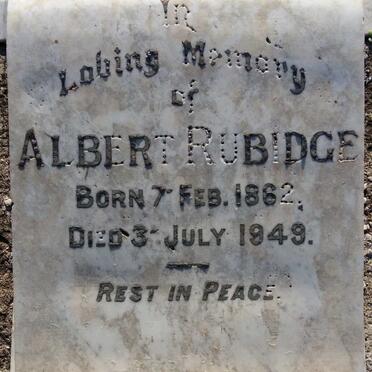 In
Loving Memory
of
ALBERT RUBIDGE
BORN 7TH FEB. 1862,
DIED 3RD JULY 1949.
REST IN PEACE.